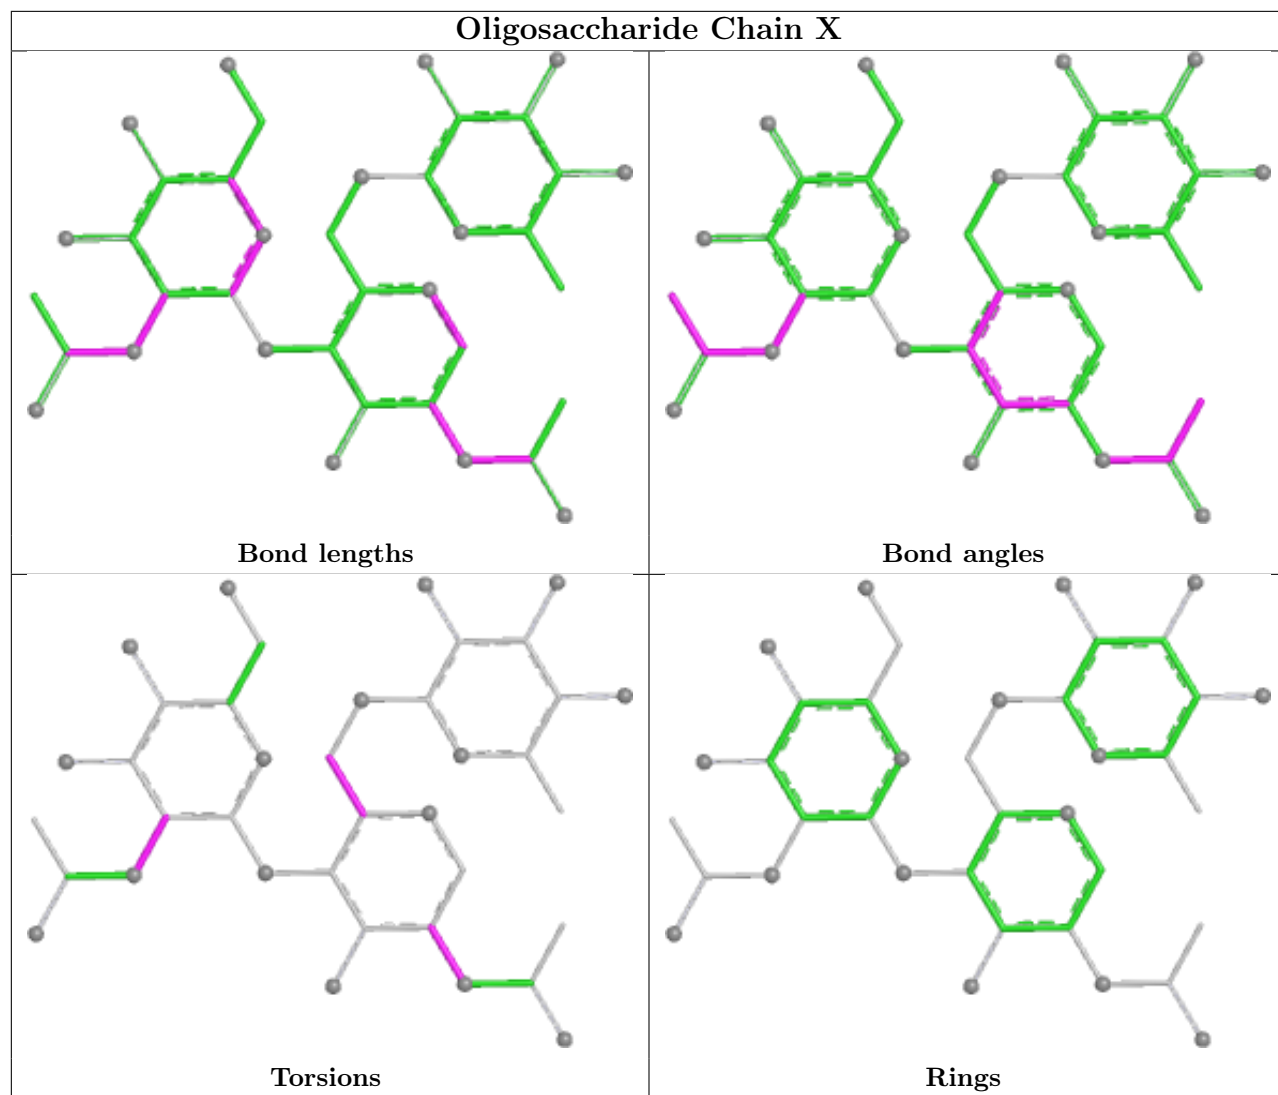 Oligosaccharide Chain X
Bond lengths
Bond angles
Torsions
Rings